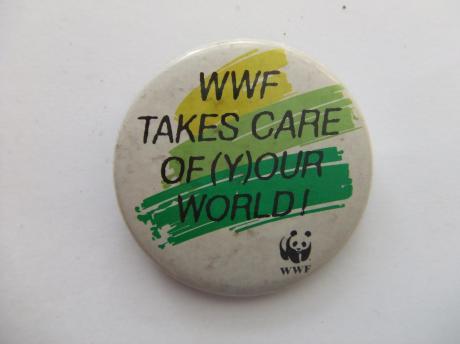 WWF
TAKES CARE
OF (Y)OUR
WORLD!
WWF